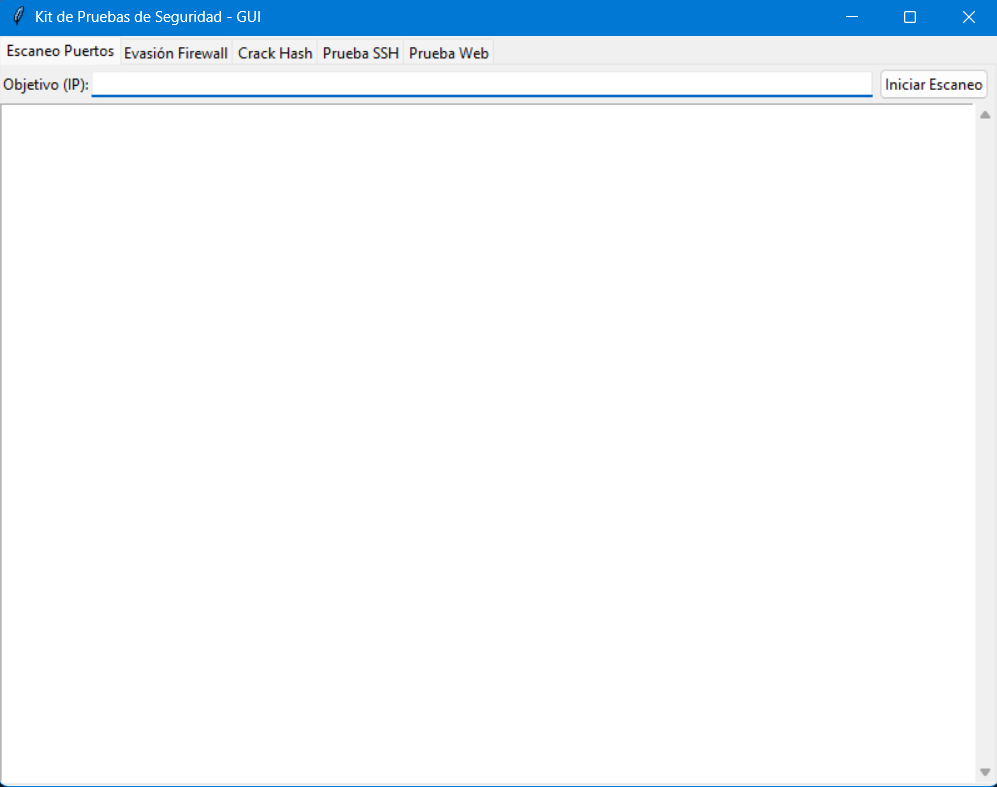 Kit de Pruebas de Seguridad - GUI
Escaneo Puertos Evasión Firewall Crack Hash Prueba SSH Prueba Web
Objetivo (IP): Iniciar Escaneo